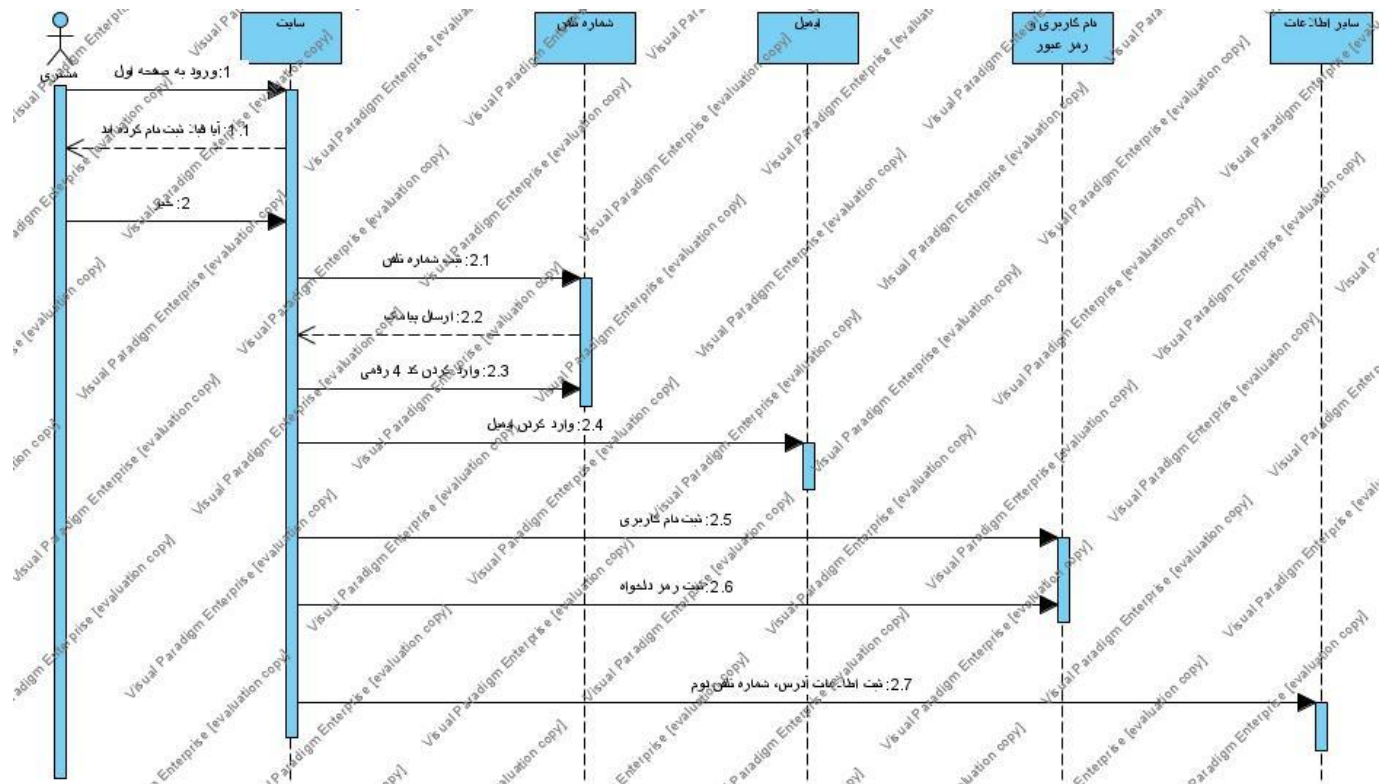 مشتری
سایت
شماره تلفن
ایمیل
نام کاربری و
رمز عبور
سایر اطلاعات
1: ورود به صفحه اول
1.1: آیا قبلا ثبت نام کرده اید
2: خیر
2.1: ثبت شماره تلفن
2.2: ارسال پیامک
2.3: وارد کردن کد 4 رقمی
2.4: وارد کردن ایمیل
2.5: ثبت نام کاربری
2.6: ثبت رمز دلخواه
2.7: ثبت اطلاعات آدرس، شماره تلفن دوم
Visual Paradigm Enterprise [evaluation copy]